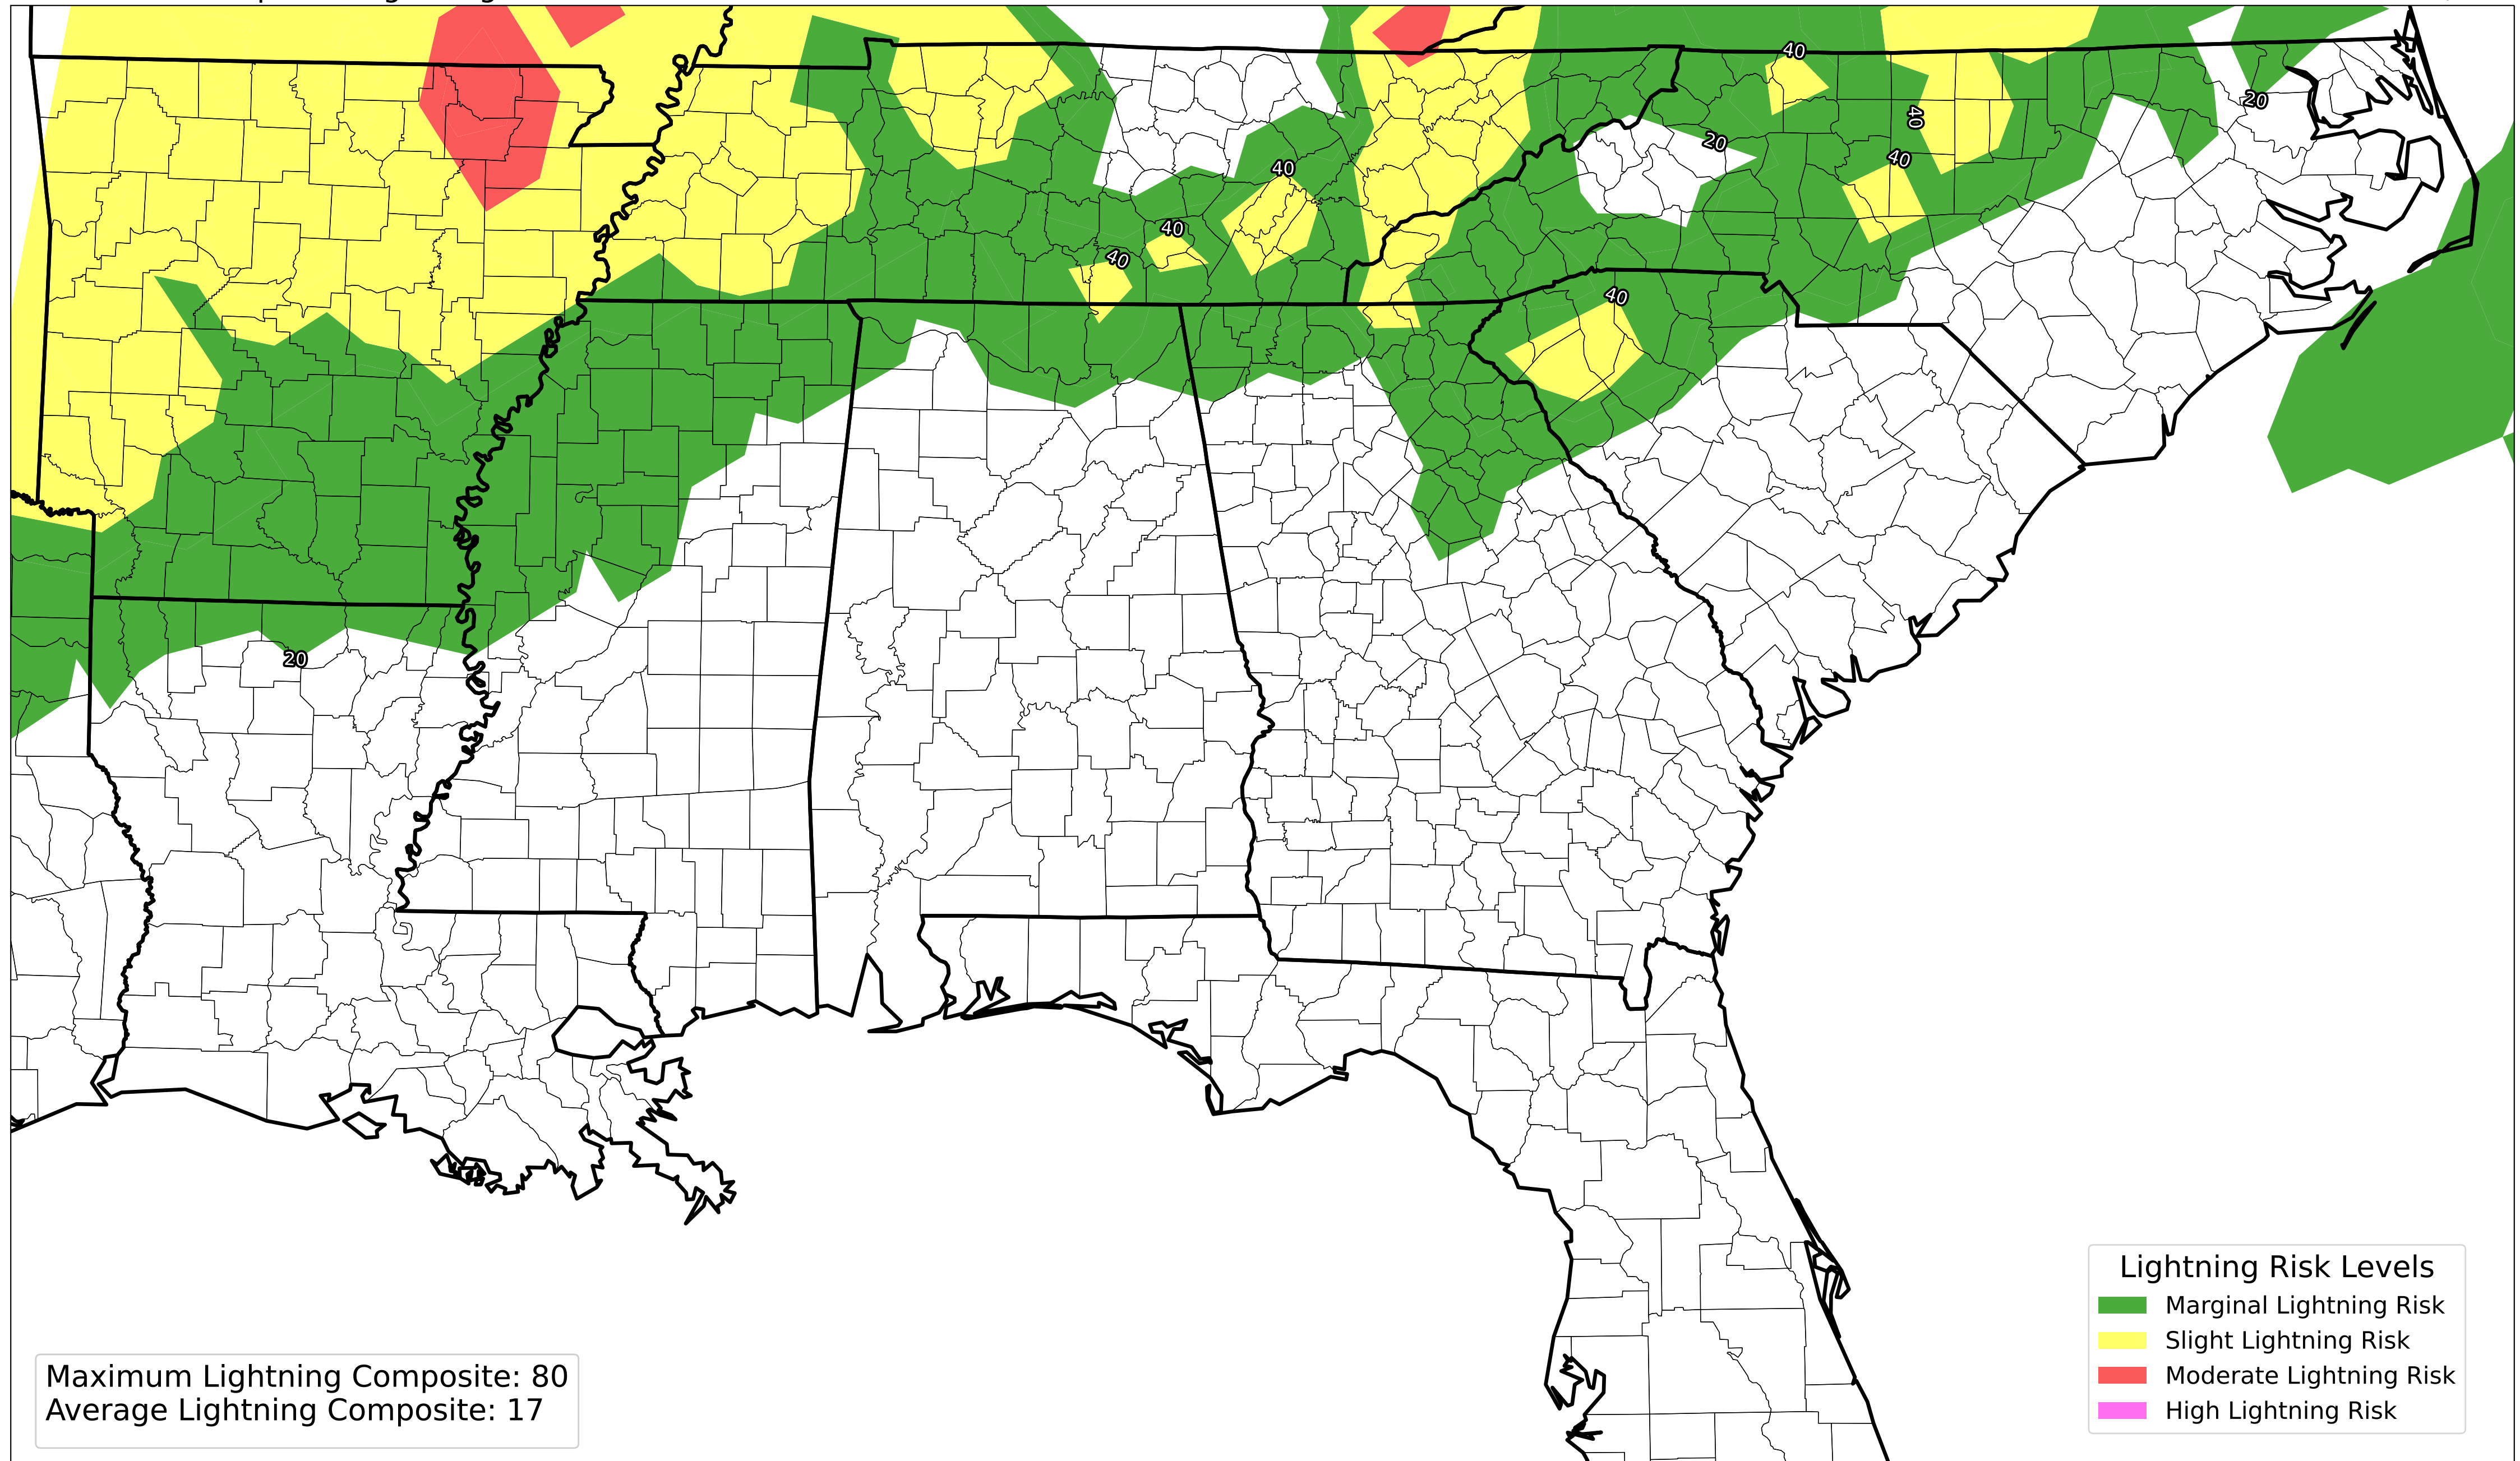 40
40
20
20
40
40
40
40
40
20
Lightning Risk Levels
Marginal Lightning Risk
Slight Lightning Risk
Moderate Lightning Risk
High Lightning Risk
Maximum Lightning Composite: 80
Average Lightning Composite: 17